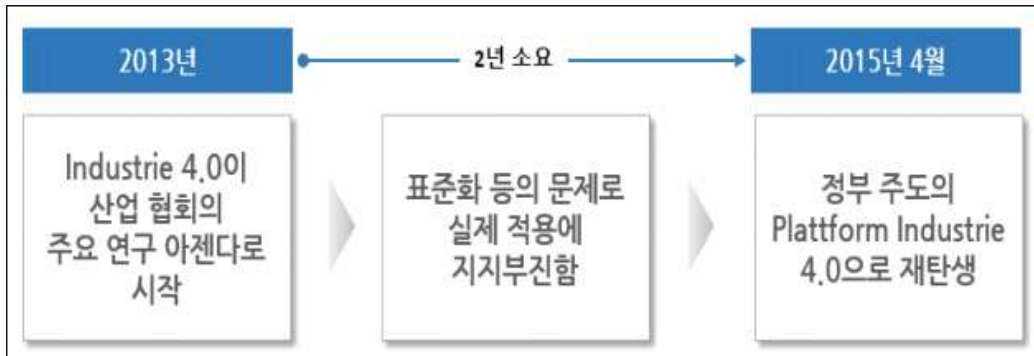 2013년
2년 소요
2015년 4월
Industrie 4.0이
산업 협회의
주요 연구 아젠다로
시작
표준화 등의 문제로
실제 적용에
지지부진함
정부 주도의
Plattform Industrie
4.0으로 재탄생